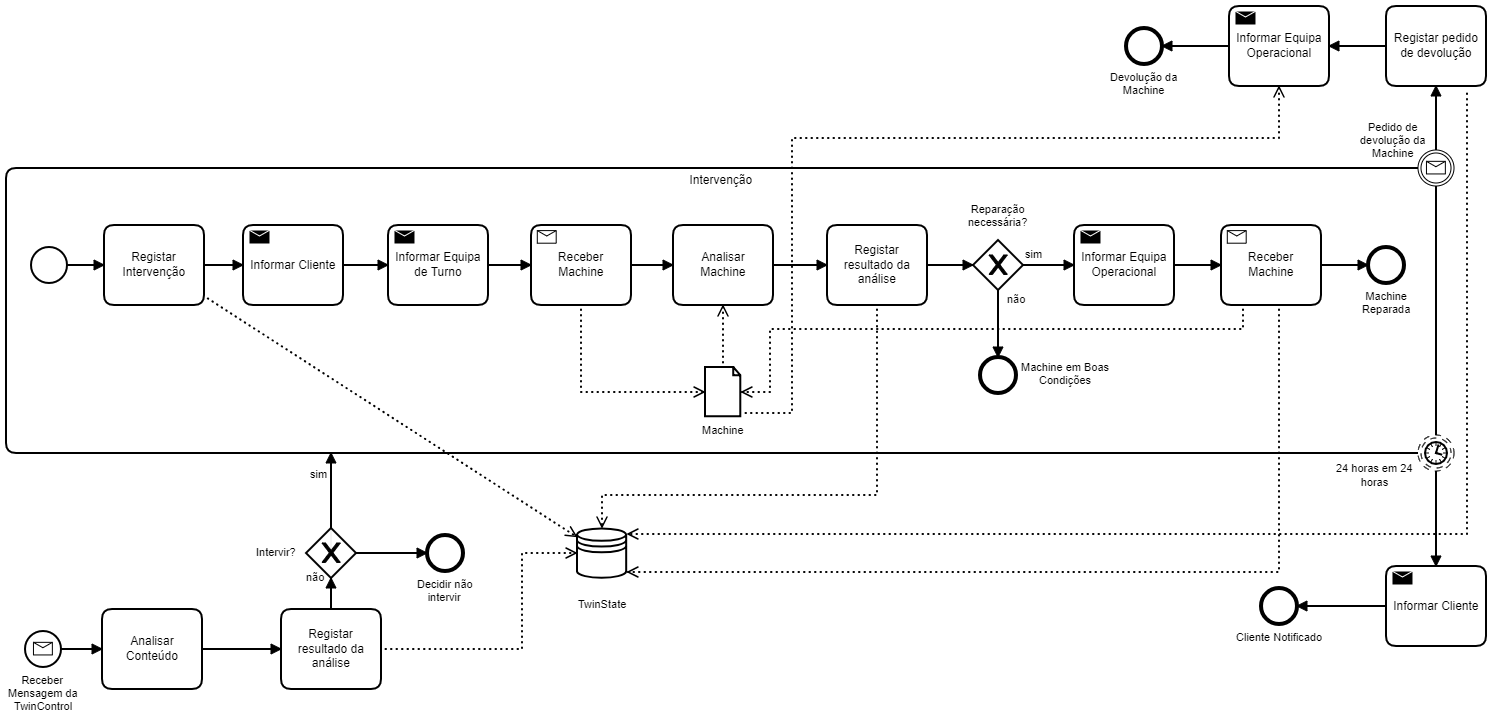 Informar Equipa
Operacional
Registar pedido
de devolução
Devolução da
Machine
Pedido de
devolução da
Machine
Intervenção
Registar
Intervenção
Informar Cliente
Informar Equipa
de Turno
Receber
Machine
Analisar
Machine
Registar
resultado da
análise
Reparação
necessária?
sim
não
Informar Equipa
Operacional
Receber
Machine
Machine
Reparada
Machine em Boas
Condições
Machine
24 horas em 24
horas
sim
Intervir?
não
Decidir não
intervir
TwinState
Informar Cliente
Cliente Notificado
Receber
Mensagem da
TwinControl
Analisar
Conteúdo
Registar
resultado da
análise